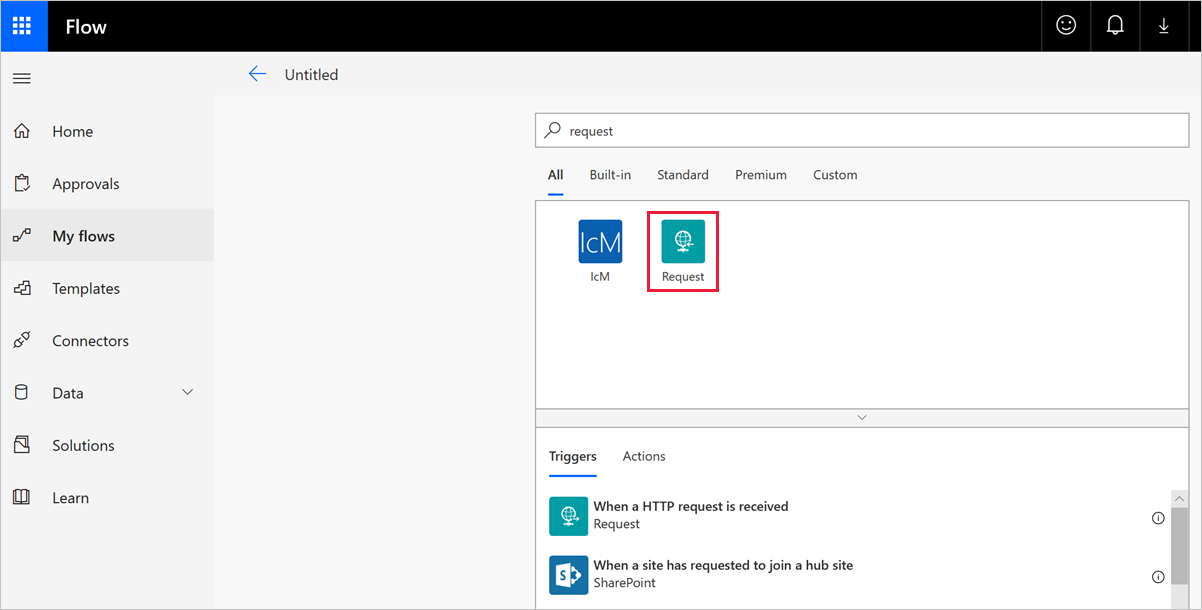 Flow
Untitled
Home
Approvals
My flows
Templates
Connectors
Data
Solutions
Learn
request
All Built-in Standard Premium Custom
IcM
IcM
Request
Triggers Actions
When a HTTP request is received
Request
S
When a site has requested to join a hub site
SharePoint